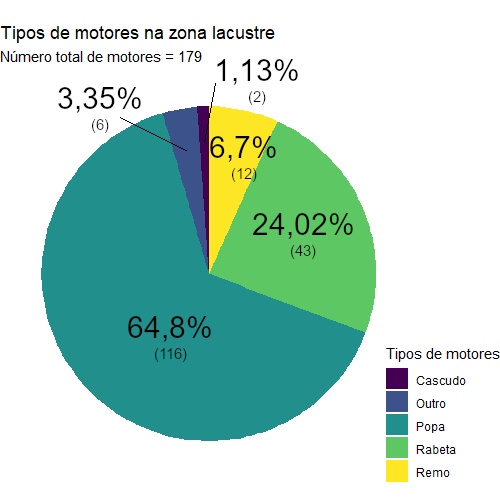 Tipos de motores na zona lacustre
Número total de motores = 179
1,13%
(2)
3,35%
(6)
6,7%
(12)
24,02%
(43)
64,8%
(116)
Tipos de motores
Cascudo
Outro
Popa
Rabeta
Remo